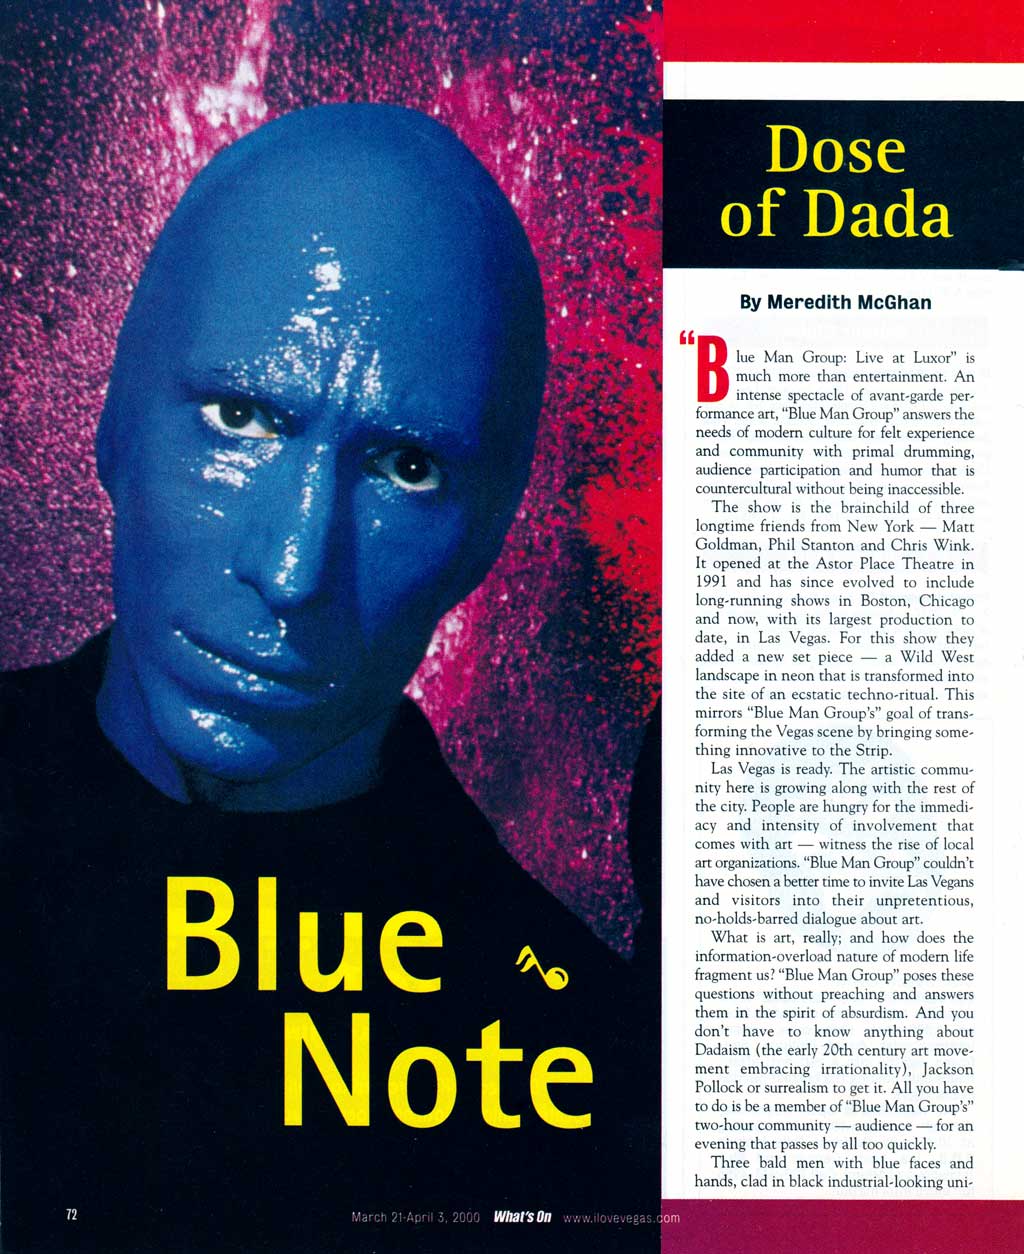 Blue
Note
Dose
of Dada
By Meredith McGhan
“Blue Man Group: Live at Luxor” is
much more than entertainment. An
intense spectacle of avant-garde per-
formance art, “Blue Man Group” answers the
needs of modern culture for felt experience
and community with primal drumming,
audience participation and humor that is
countercultural without being inaccessible.
The show is the brainchild of three
longtime friends from New York — Matt
Goldman, Phil Stanton and Chris Wink.
It opened at the Astor Place Theatre in
1991 and has since evolved to include
long-running shows in Boston, Chicago
and now, with its largest production to
date, in Las Vegas. For this show they
added a new set piece — a Wild West
landscape in neon that is transformed into
the site of an ecstatic techno-ritual. This
mirrors “Blue Man Group’s” goal of trans-
forming the Vegas scene by bringing some-
thing innovative to the Strip.
Las Vegas is ready. The artistic commu-
nity here is growing along with the rest of
the city. People are hungry for the immedi-
acy and intensity of involvement that
comes with art — witness the rise of local
art organizations. “Blue Man Group” couldn’t
have chosen a better time to invite Las Vegans
and visitors into their unpretentious,
no-holds-barred dialogue about art.
What is art, really; and how does the
information-overload nature of modern life
fragment us? “Blue Man Group” poses these
questions without preaching and answers
them in the spirit of absurdism. And you
don’t have to know anything about
Dadaism (the early 20th century art move-
ment embracing irrationality), Jackson
Pollock or surrealism to get it. All you have
to do is be a member of “Blue Man Group’s”
two-hour community — audience — for an
evening that passes by all too quickly.
Three bald men with blue faces and
hands, clad in black industrial-looking uni-
72
March 21-April 3, 2000 What’s On www.ilovevegas.com